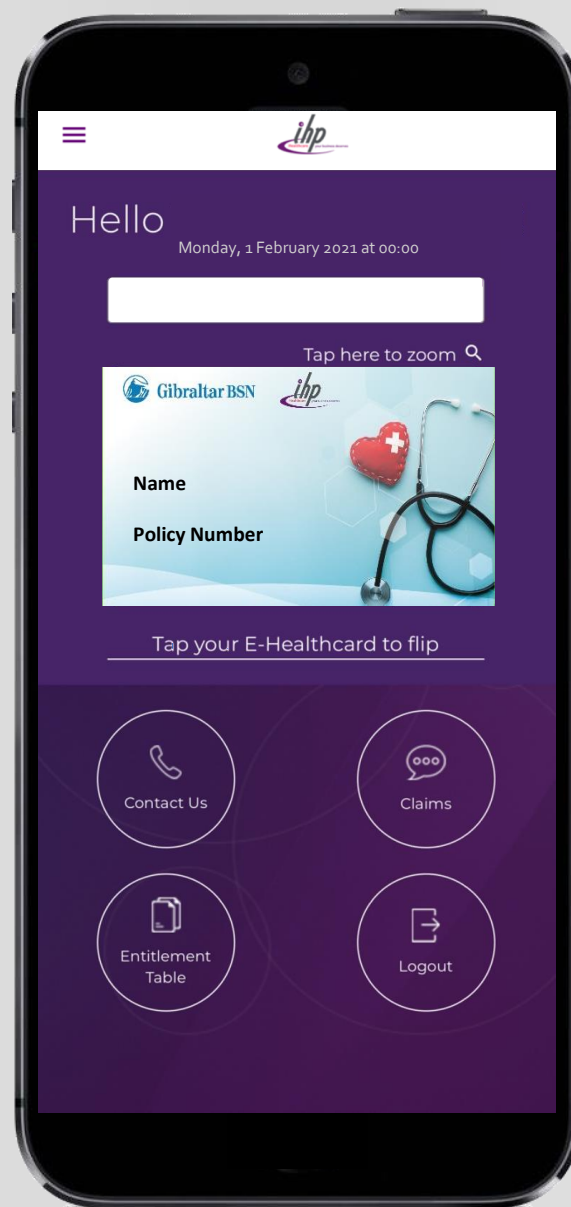 ihp
Hello
Monday, 1 February 2021 at 00:00
Tap here to zoom
Gibraltar BSN
ihp
Name
Policy Number
Tap your E-Healthcard to flip
Contact Us
Claims
Entitlement
Table
Logout